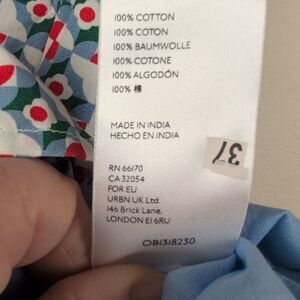 100% COTTON
100% COTON
100% BAUMWOLLE
100% COTONE
100% ALGODÓN
100% 棉
MADE IN INDIA
HECHO EN INDIA
37
RN 66170
CA 32054
FOR EU
URBN UK Ltd.
146 Brick Lane,
LONDON E1 6RU
OB1318230